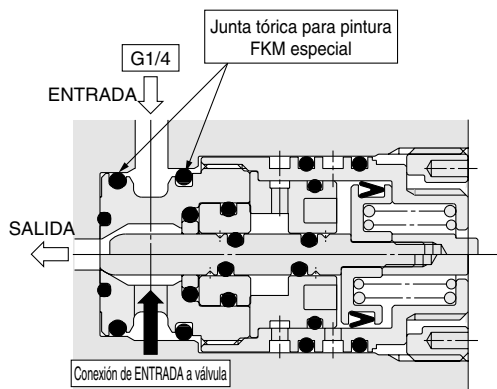 Junta tórica para pintura
FKM especial
G1/4
ENTRADA
SALIDA
Conexión de ENTRADA a válvula